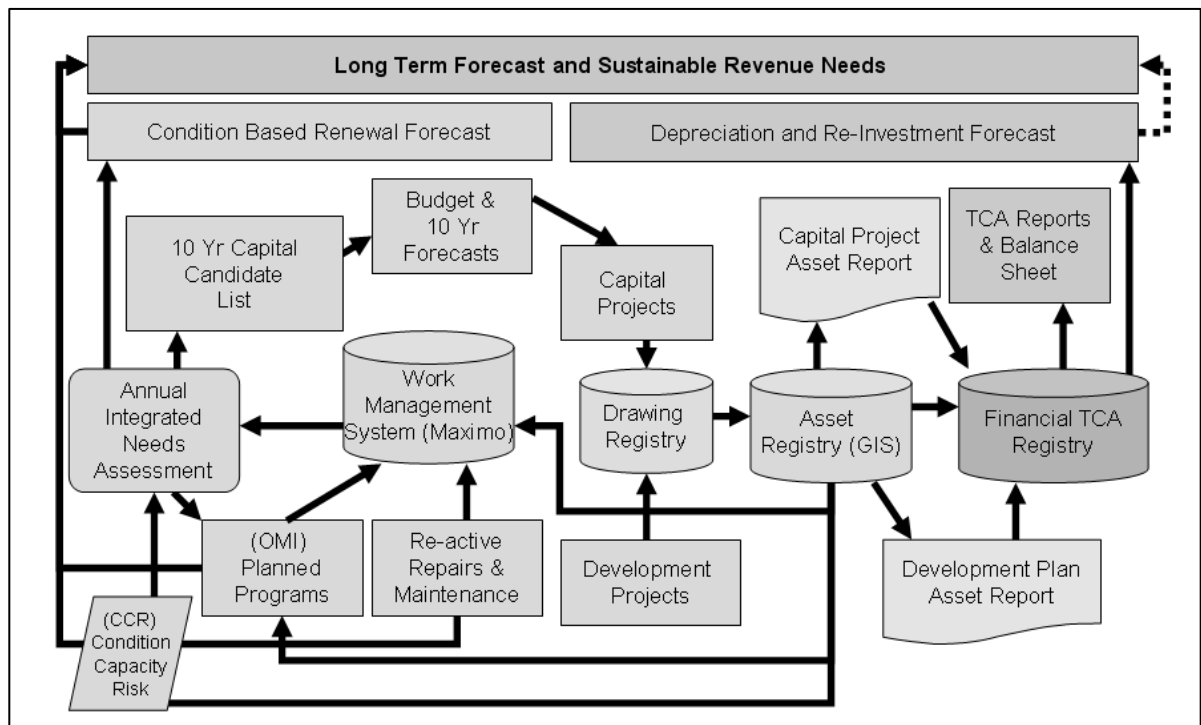 Long Term Forecast and Sustainable Revenue Needs
Condition Based Renewal Forecast
Depreciation and Re-Investment Forecast
10 Yr Capital
Candidate
List
Budget &
10 Yr
Forecasts
Capital
Projects
Capital Project
Asset Report
TCA Reports
& Balance
Sheet
Annual
Integrated
Needs
Assessment
Work
Management
System (Maximo)
Drawing
Registry
Asset
Registry (GIS)
Financial TCA
Registry
(OMI)
Planned
Programs
Re-active
Repairs &
Maintenance
Development
Projects
Development Plan
Asset Report
(CCR)
Condition
Capacity
Risk